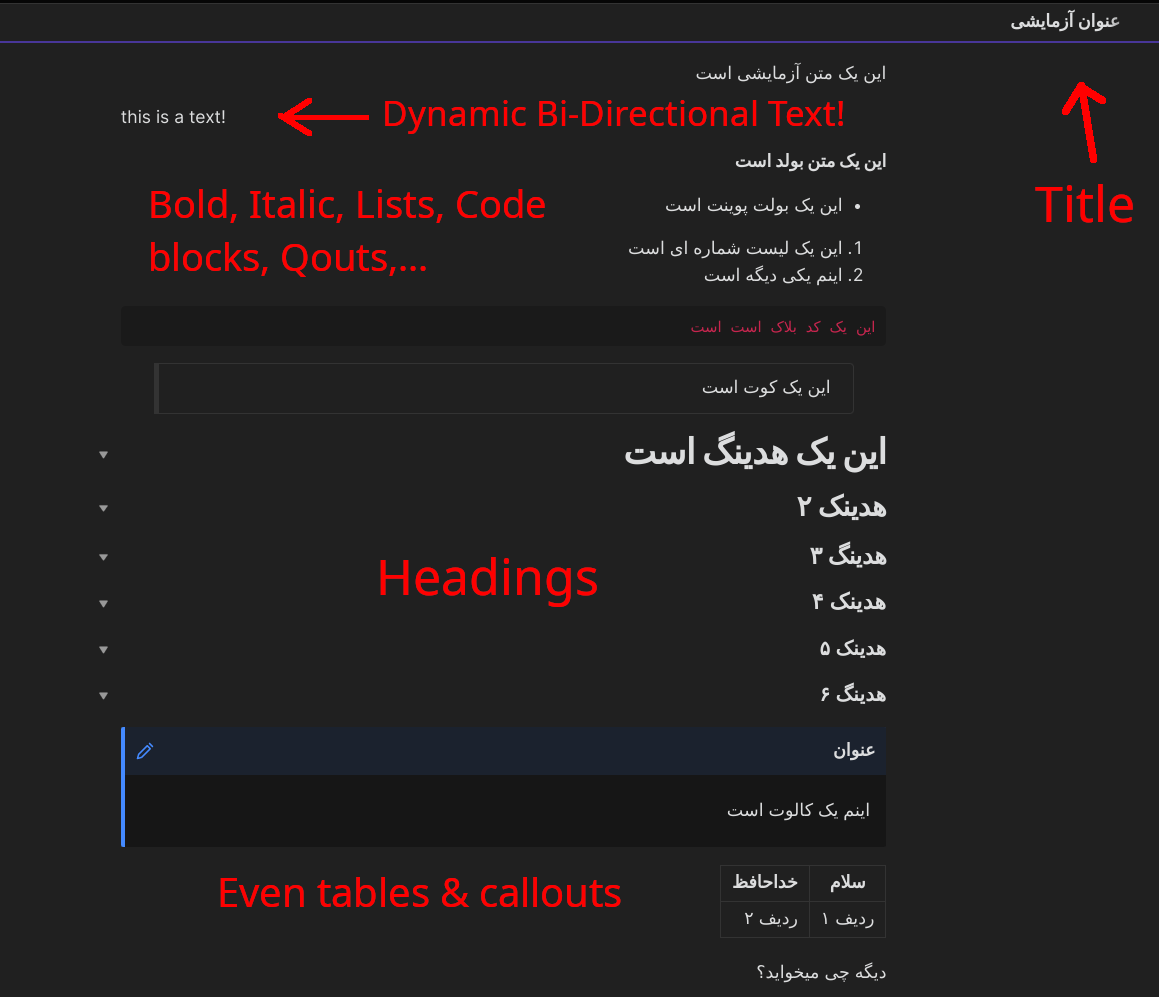 عنوان آزمایشی
این یک متن آزمایشی است
this is a text!
Dynamic Bi-Directional Text!
Title
این یک متن بولد است
Bold, Italic, Lists, Code
blocks, Qouts,...
• این یک بولت پوینت است
1. این یک لیست شماره ای است
2. اینم یکی دیگه است
این یک کد بلاک است است
این یک کوت است
این یک هدینگ است
هدینک ۲
هدینگ ۳
Headings
هدینک ۴
هدینک ۵
هدینگ ۶
عنوان
اینم یک کالوت است
Even tables & callouts
سلام خداحافظ
ردیف ۱ ردیف ۲
دیگه چی میخواید؟